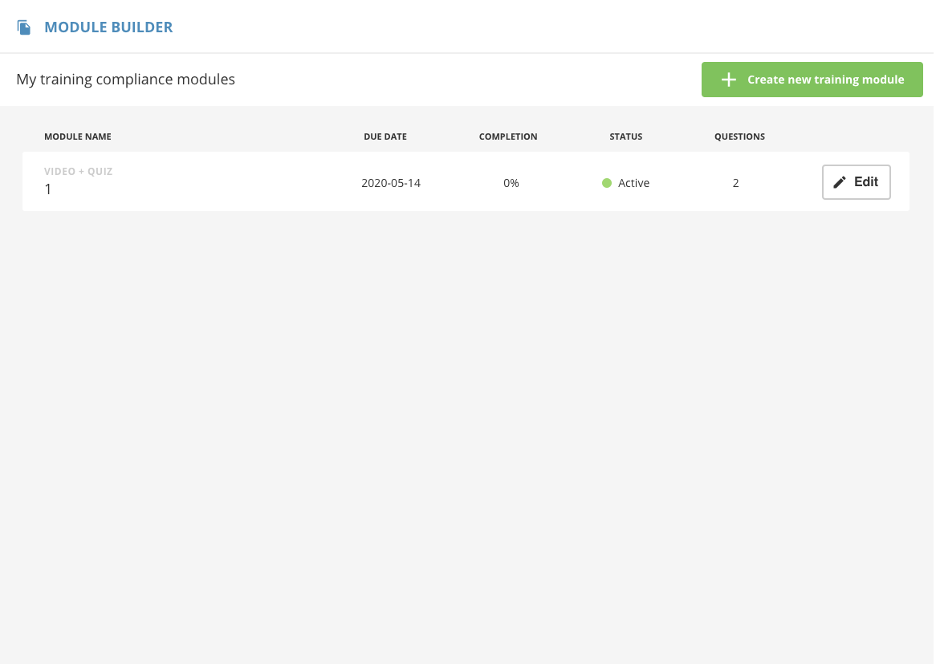 MODULE BUILDER
My training compliance modules
Create new training module
MODULE NAME DUE DATE COMPLETION STATUS QUESTIONS
VIDEO + QUIZ
1 2020-05-14 0% Active 2 Edit